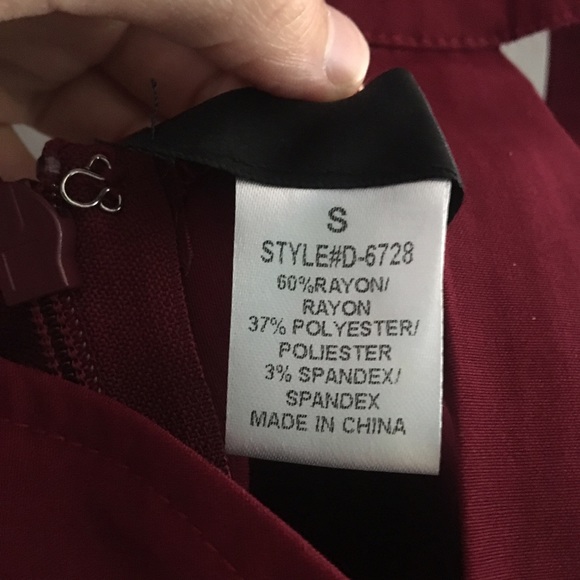 S
STYLE#D-6728
60%RAYON/
RAYON
37% POLYESTER/
POLIESTER
3% SPANDEX/
SPANDEX
MADE IN CHINA